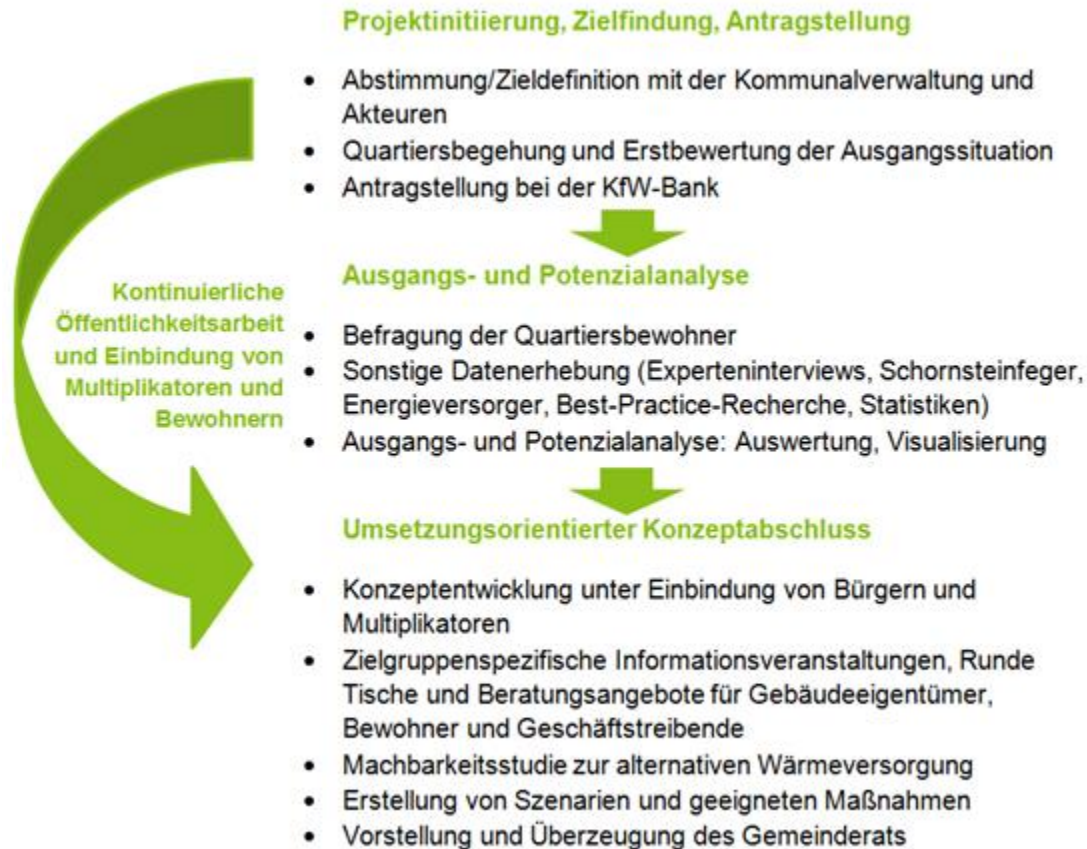 Projektinitiierung, Zielfindung, Antragstellung
• Abstimmung/Zieldefinition mit der Kommunalverwaltung und
Akteuren
• Quartiersbegehung und Erstbewertung der Ausgangssituation
• Antragstellung bei der KfW-Bank
Kontinuierliche
Öffentlichkeitsarbeit
und Einbindung von
Multiplikatoren und
Bewohnern
Ausgangs- und Potenzialanalyse
• Befragung der Quartiersbewohner
• Sonstige Datenerhebung (Experteninterviews, Schornsteinfeger,
Energieversorger, Best-Practice-Recherche, Statistiken)
• Ausgangs- und Potenzialanalyse: Auswertung, Visualisierung
Umsetzungsorientierter Konzeptabschluss
• Konzeptentwicklung unter Einbindung von Bürgern und
Multiplikatoren
• Zielgruppenspezifische Informationsveranstaltungen, Runde
Tische und Beratungsangebote für Gebäudeeigentümer,
Bewohner und Geschäftstreibende
• Machbarkeitsstudie zur alternativen Wärmeversorgung
• Erstellung von Szenarien und geeigneten Maßnahmen
• Vorstellung und Überzeugung des Gemeinderats